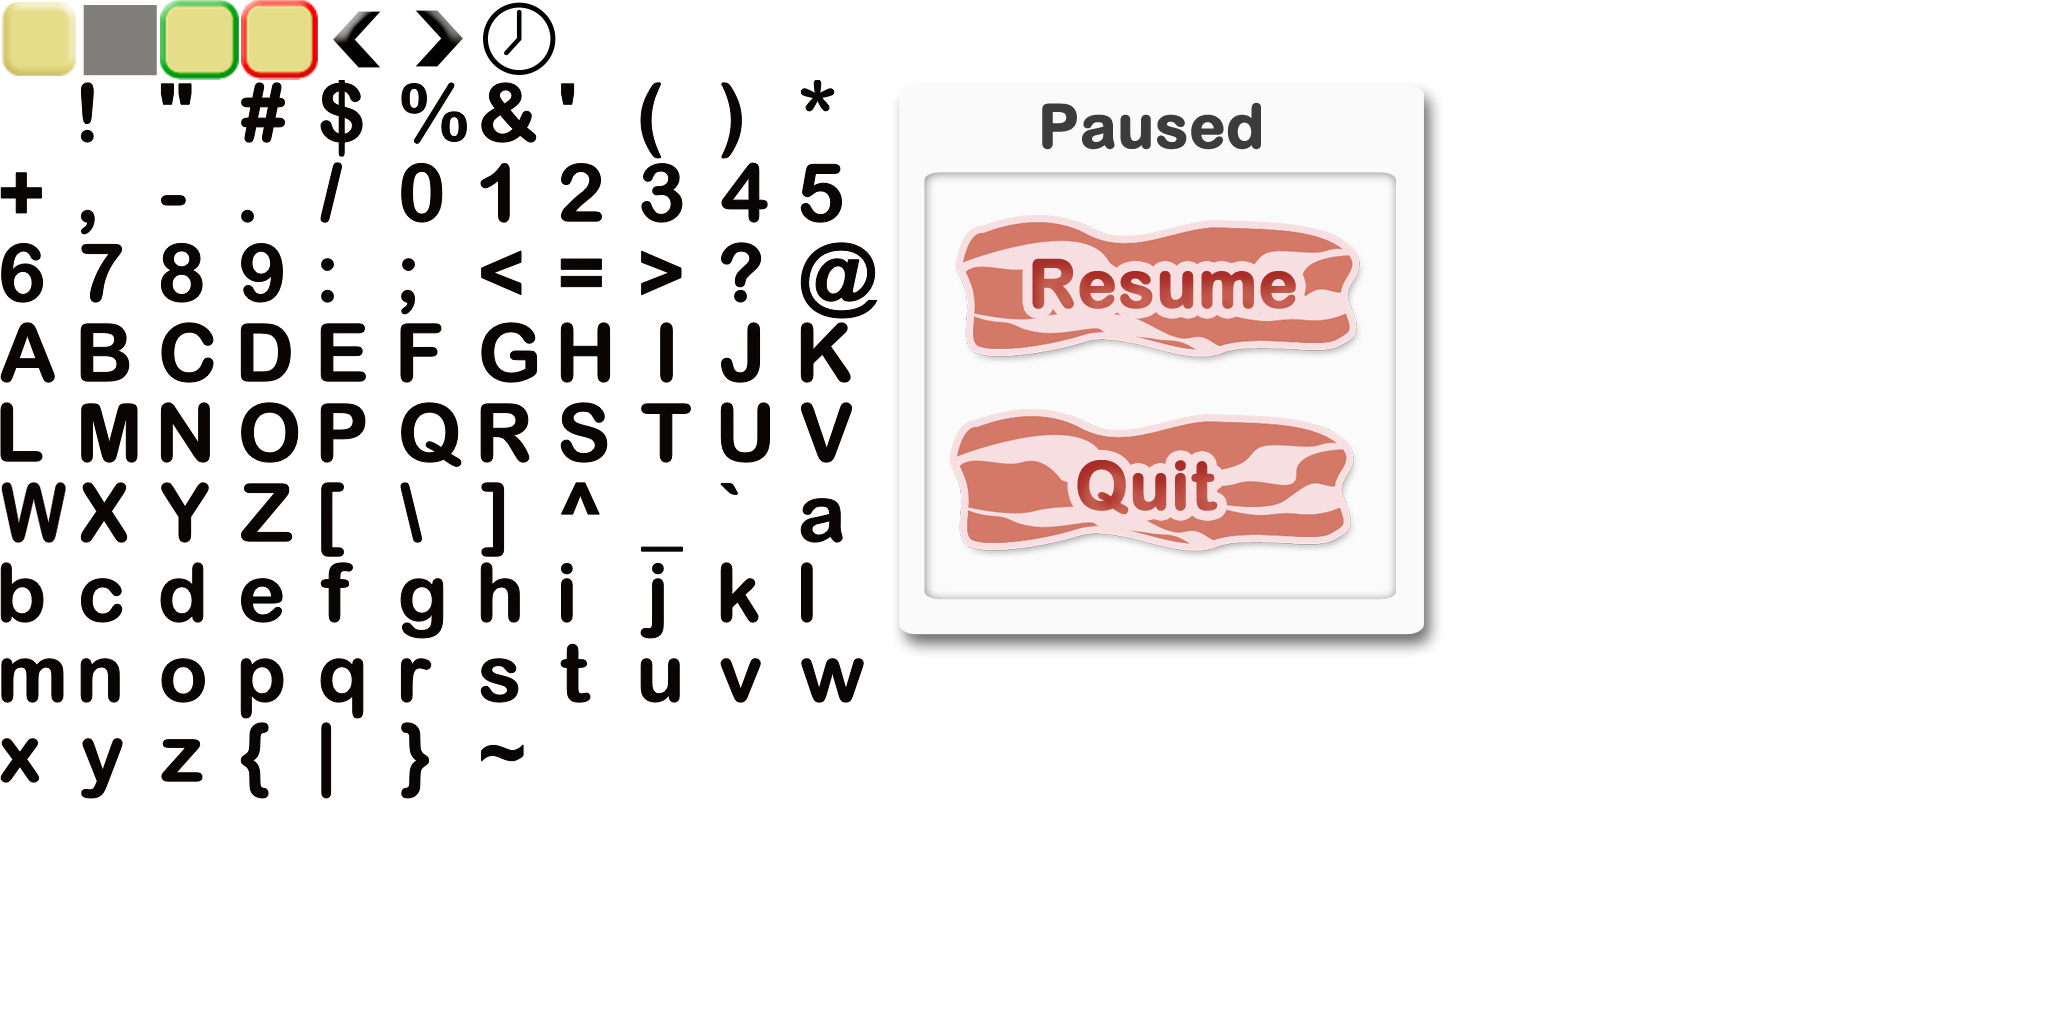 ! " # $ % & ' ( ) *
+ , - . / 0 1 2 3 4 5
6 7 8 9 : ; < = > ? @
A B C D E F G H I J K
L M N O P Q R S T U V
W X Y Z [ \ ] ^ _ ` a
b c d e f g h i j k l
m n o p q r s t u v w
x y z { | } ~
Paused
Resume
Quit